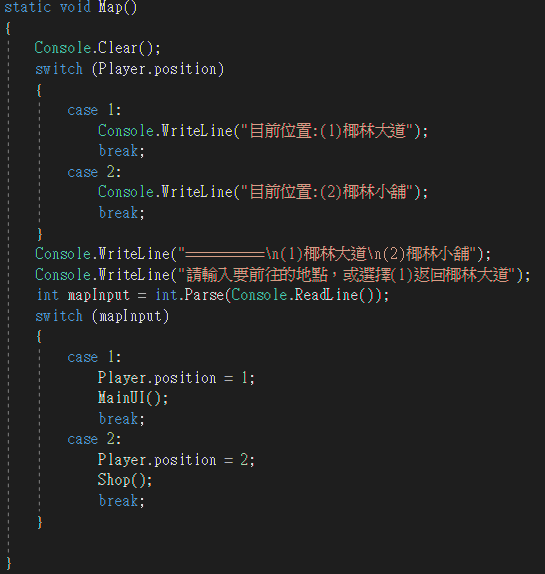 static void Map()
{
Console.Clear();
switch (Player.position)
{
case 1:
Console.WriteLine("目前位置:(1)椰林大道");
break;
case 2:
Console.WriteLine("目前位置:(2)椰林小舖");
break;
}
Console.WriteLine("==========\n(1)椰林大道\n(2)椰林小舖");
Console.WriteLine("請輸入要前往的地點，或選擇(1)返回椰林大道");
int mapInput = int.Parse(Console.ReadLine());
switch (mapInput)
{
case 1:
Player.position = 1;
MainUI();
break;
case 2:
Player.position = 2;
Shop();
break;
}
}